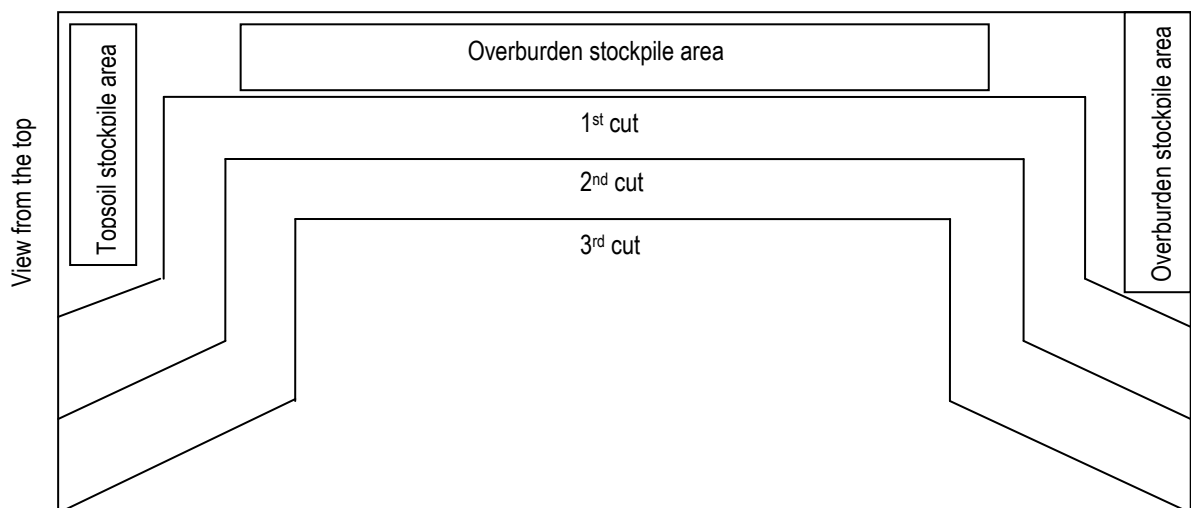 Overburden stockpile area
Topsoil stockpile area
Overburden stockpile area
View from the top
1st cut
2nd cut
3rd cut